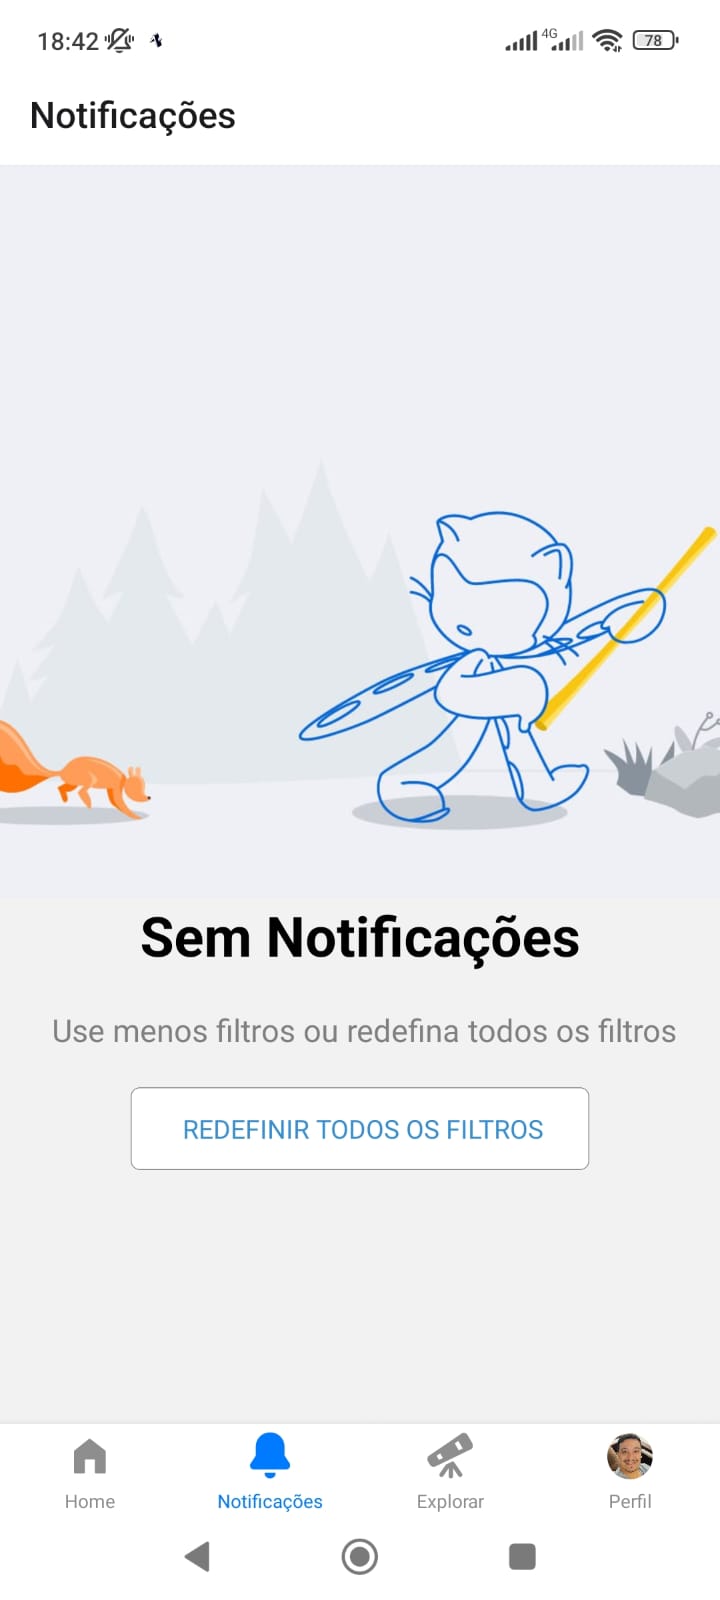 18:42
4G
78
Notificações
Sem Notificações
Use menos filtros ou redefina todos os filtros
REDEFINIR TODOS OS FILTROS
Home
Notificações
Explorar
Perfil